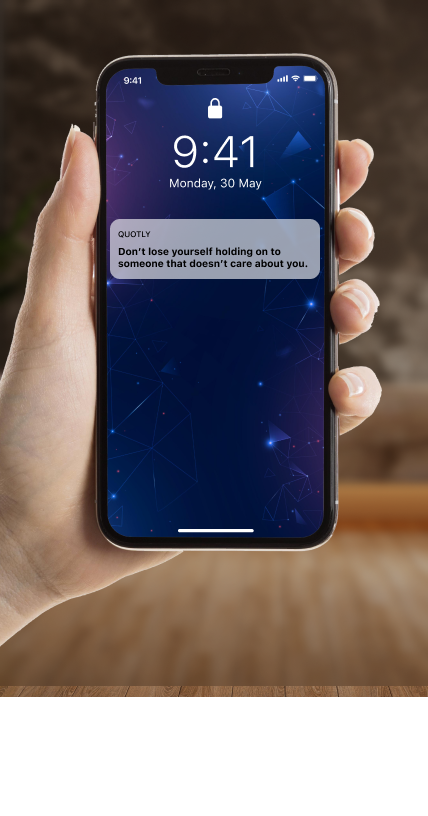 9:41
9:41
Monday, 30 May
QUOTLY
Don't lose yourself holding on to
someone that doesn't care about you.